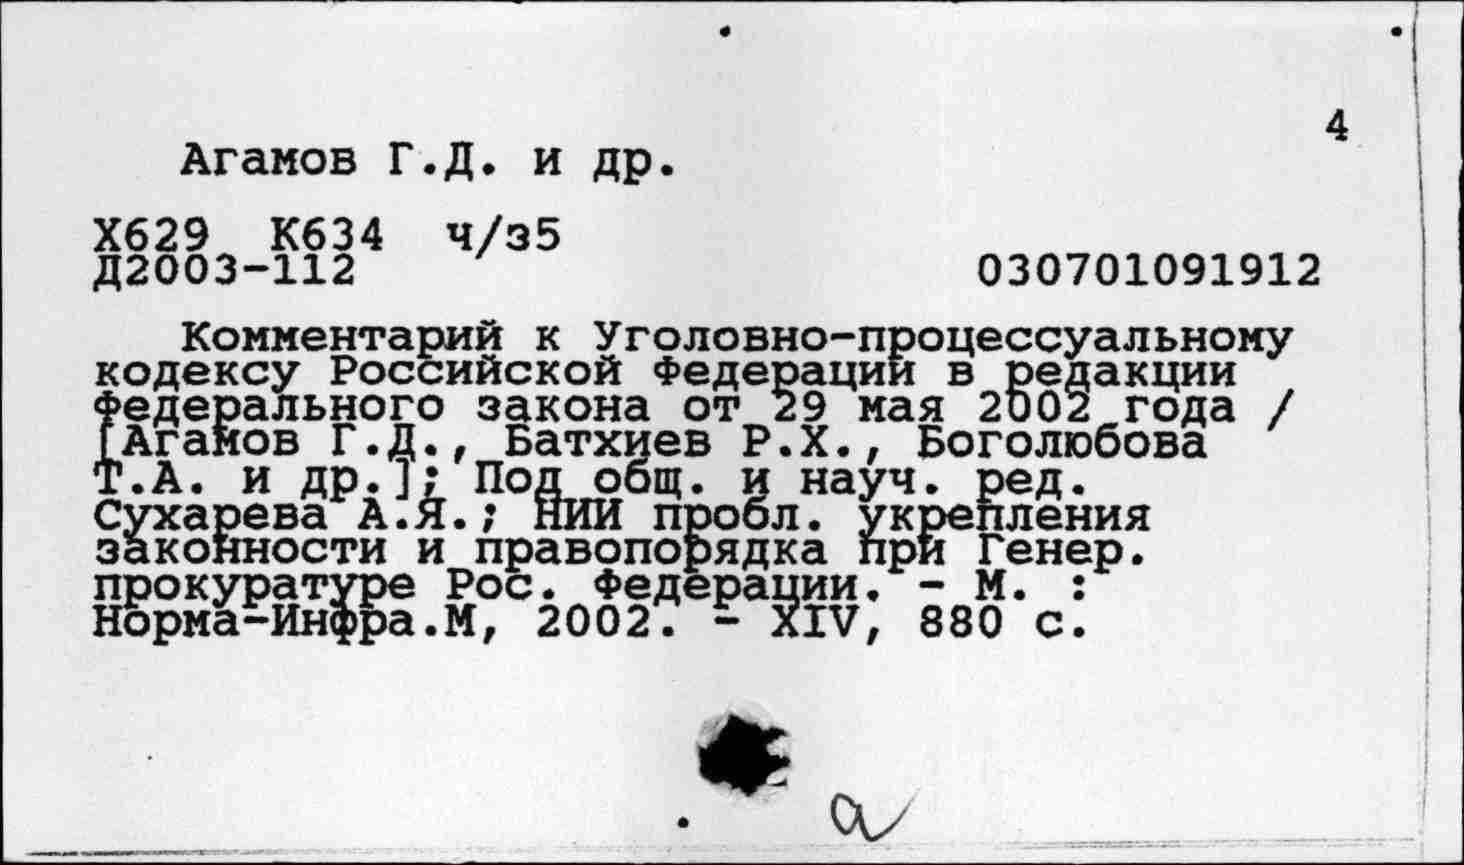 4
Агамов Г.Д. и др.
Х629 К634 ч/з5
Д2003-112 030701091912
Комментарий к Уголовно-процессуальному
кодексу Российской Федерации в редакции
Федерального закона от 29 мая 2002 года /
[Агамов Г.Д., Батхиев Р.Х., Боголюбова
Т.А. и др.]; Под общ. и науч. ред.
Сухарева А.Я.; НИИ пробл. укрепления
законности и правопорядка при Генер.
прокуратуре Рос. Федерации. - М. :
Норма-Инфра.М, 2002. - XIV, 880 с.